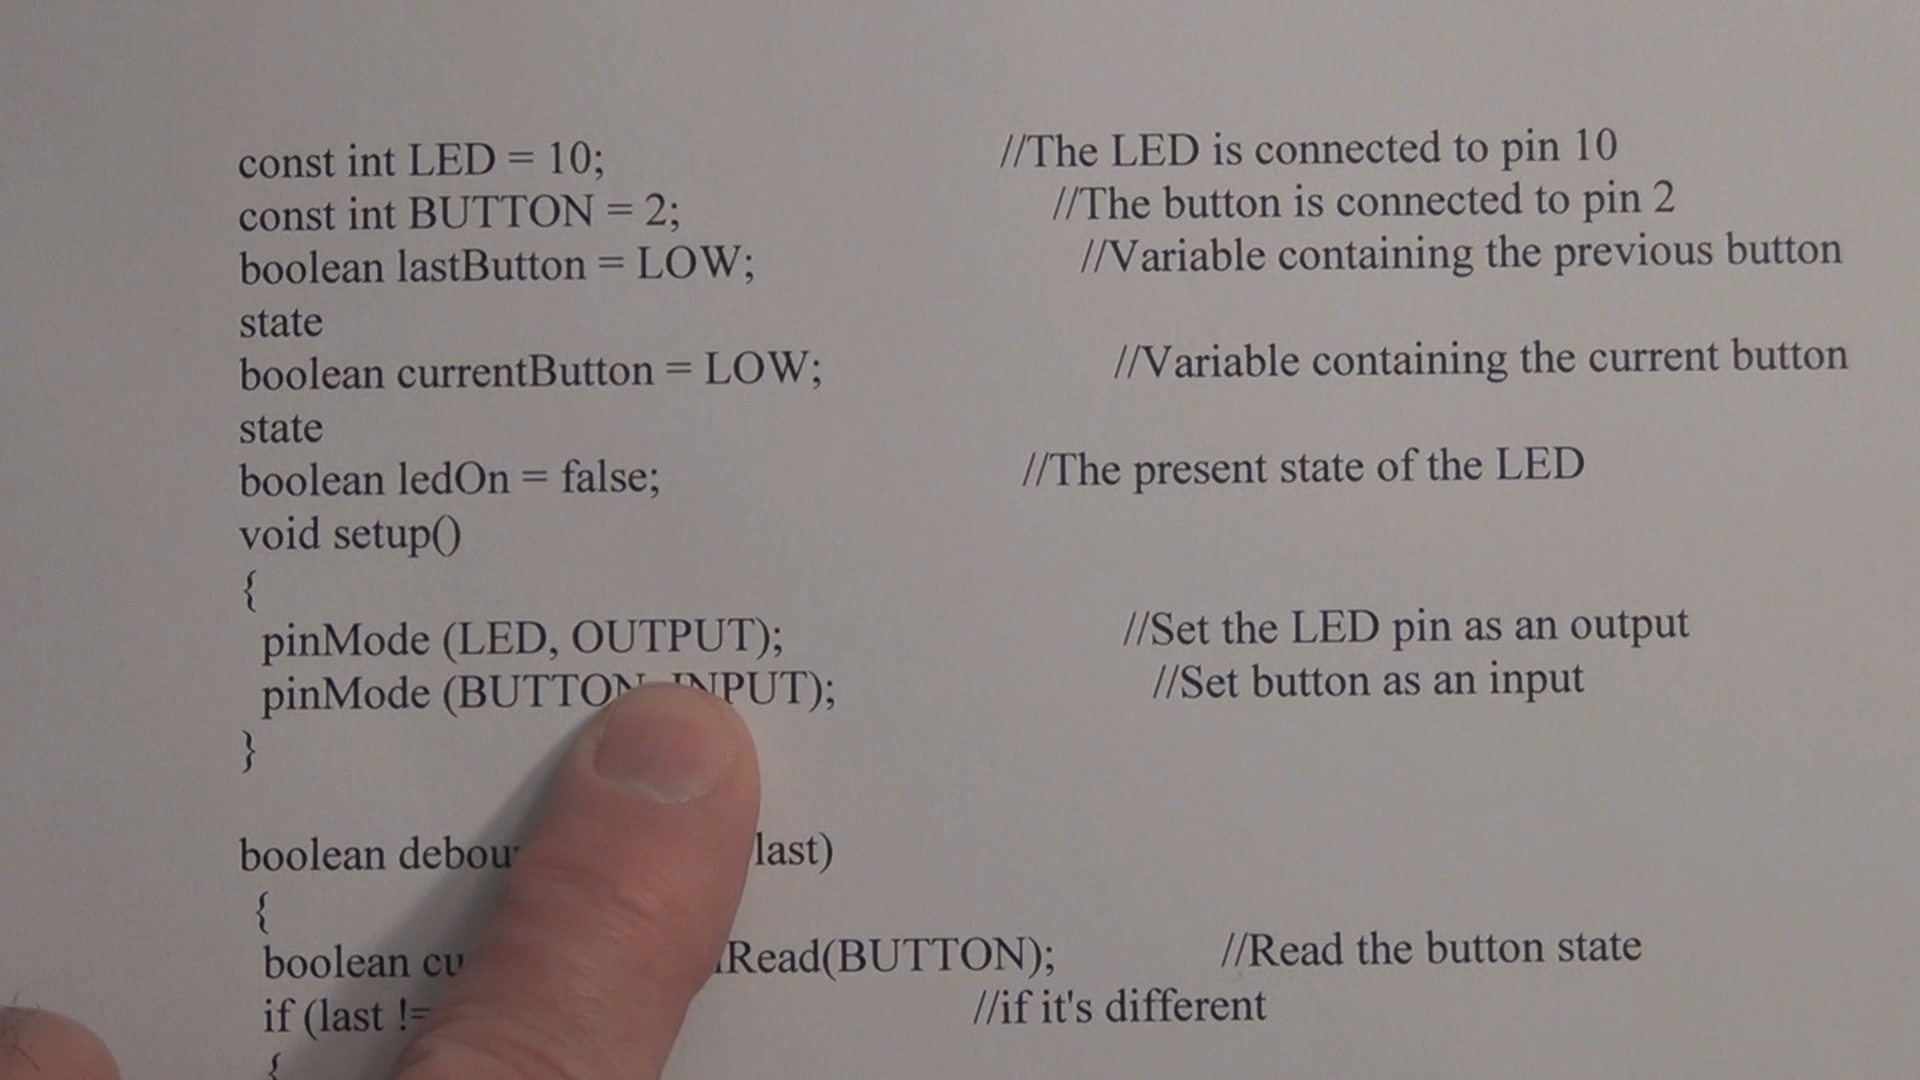 const int LED = 10; //The LED is connected to pin 10
const int BUTTON = 2; //The button is connected to pin 2
boolean lastButton = LOW; //Variable containing the previous button
state
boolean currentButton = LOW; //Variable containing the current button
state
boolean ledOn = false; //The present state of the LED
void setup()
{
pinMode (LED, OUTPUT); //Set the LED pin as an output
pinMode (BUTTON, INPUT); //Set button as an input
}
boolean last)
{
boolean Read(BUTTON); //Read the button state
if (last != //if it's different
{